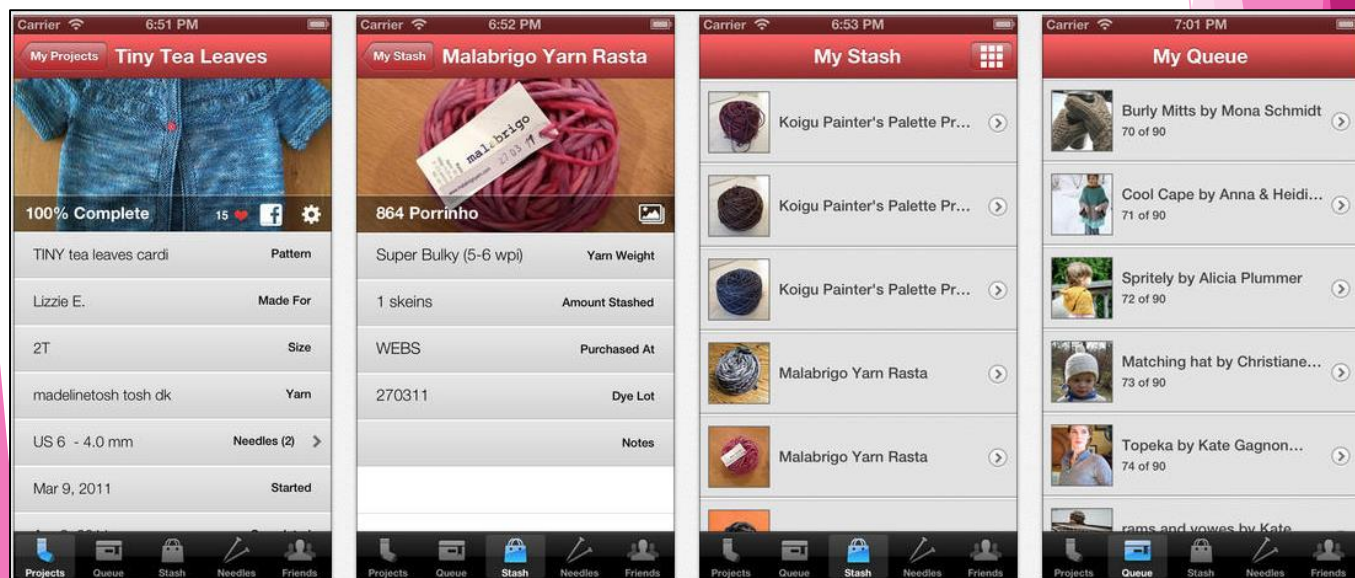 Carrier 6:51 PM
My Projects Tiny Tea Leaves
100% Complete 15 f
TINY tea leaves cardi Pattern
Lizzie E. Made For
2T Size
madelinetosh tosh dk Yarn
US 6 - 4.0 mm Needles (2)
Mar 9, 2011 Started
Projects Queue Stash Needles Friends
Carrier 6:52 PM
My Stash Malabrigo Yarn Rasta
malabrigo
27 03 11
864 Porrinho
Super Bulky (5-6 wpi) Yarn Weight
1 skeins Amount Stashed
WEBS Purchased At
270311 Dye Lot
Notes
Projects Queue Stash Needles Friends
Carrier 6:53 PM
My Stash
Koigu Painter's Palette Pr...
Koigu Painter's Palette Pr...
Koigu Painter's Palette Pr...
Malabrigo Yarn Rasta
Malabrigo Yarn Rasta
Projects Queue Stash Needles Friends
Carrier 7:01 PM
My Queue
Burly Mitts by Mona Schmidt
70 of 90
Cool Cape by Anna & Heidi...
71 of 90
Spritely by Alicia Plummer
72 of 90
Matching hat by Christiane...
73 of 90
Topeka by Kate Gagnon...
74 of 90
rams and yowes by Kate
Projects Queue Stash Needles Friends